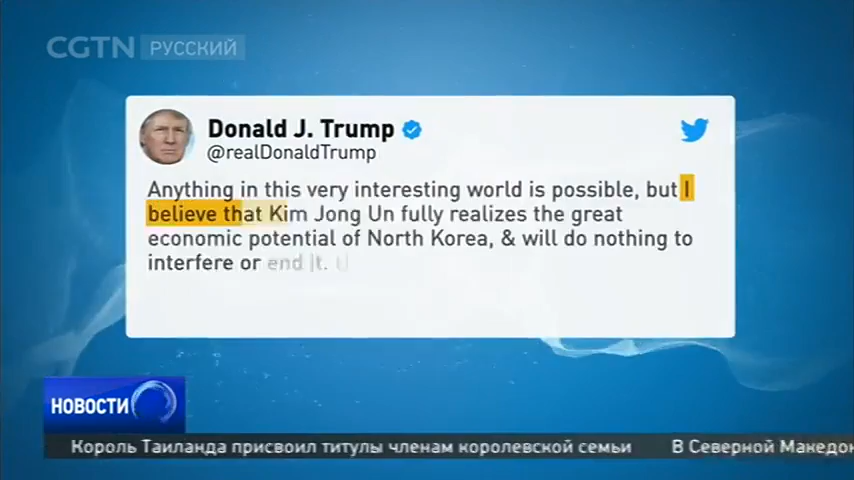 CGTN РУССКИЙ
Donald J. Trump
@realDonaldTrump
Anything in this very interesting world is possible, but I
believe that Kim Jong Un fully realizes the great
economic potential of North Korea, & will do nothing to
interfere or end it.
НОВОСТИ
Король Таиланда присвоил титулы членам королевской семьи В Северной Македон